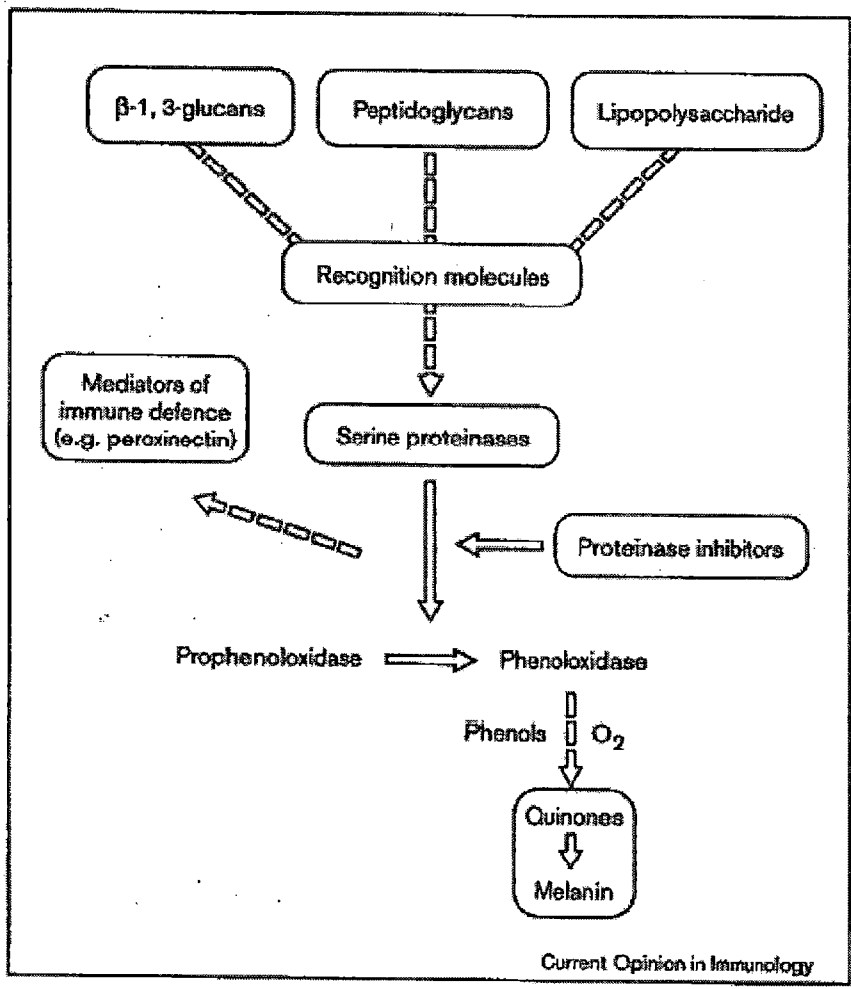 β-1, 3-glucans
Peptidoglycans
Lipopolysaccharide
Recognition molecules
Mediators of
immune defence
(e.g. peroxinectin)
Serine proteinases
Proteinase inhibitors
Prophenoloxidase
Phenoloxidase
Phenols O₂
Quinones
Melanin
Current Opinion in Immunology